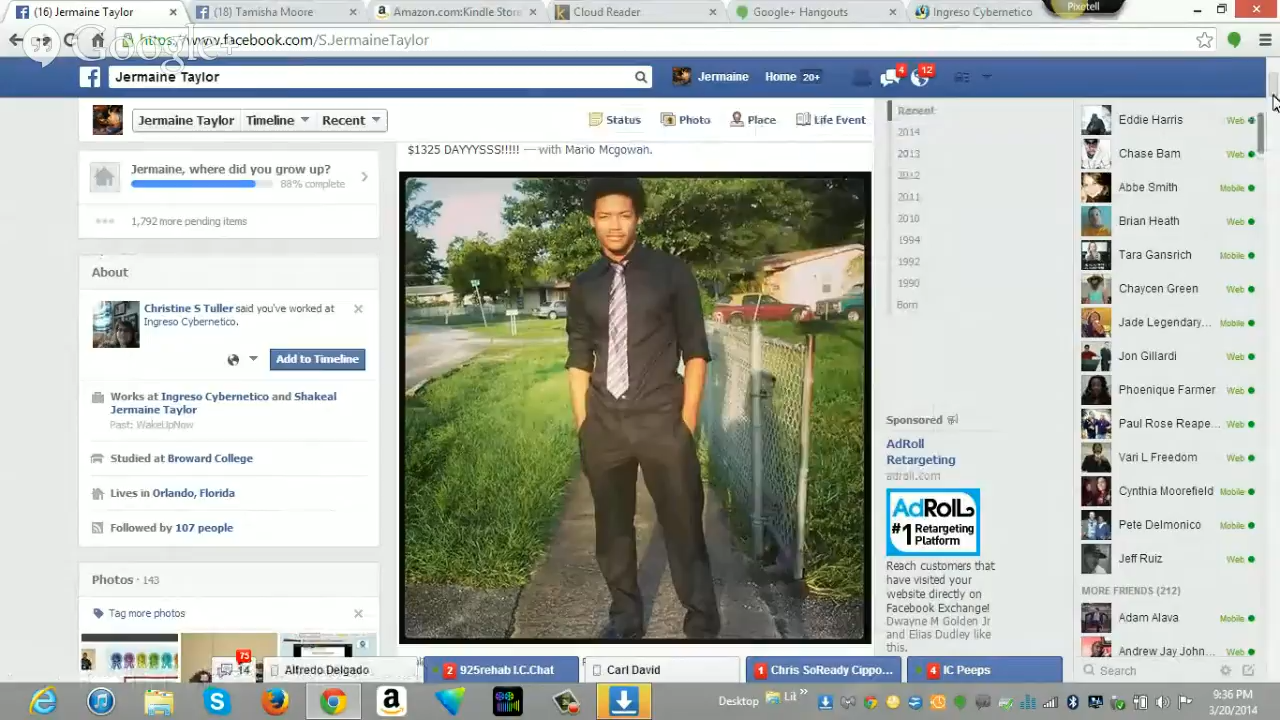 (16) Jermaine Taylor
(18) Tamisha Moore
Amazon.com:Kindle Store
Cloud Reader
Google+ Hangouts
Ingreso Cybernetico
Pixetell
www.facebook.com/S.JermaineTaylor
Google+
Jermaine Taylor
Jermaine
Home 20+
4
12
Jermaine Taylor
Timeline
Recent
Status
Photo
Place
Life Event
$1325 DAYYYSSS!!!!! — with Mario Mcgowan.
Jermaine, where did you grow up?
88% complete
1,792 more pending items
About
Christine S Tuller said you've worked at
Ingreso Cybernetico.
Add to Timeline
Works at Ingreso Cybernetico and Shakeal
Jermaine Taylor
Past: WakeUpNow
Studied at Broward College
Lives in Orlando, Florida
Followed by 107 people
Photos · 143
Tag more photos
Recent
2014
2013
2012
2011
2010
1994
1992
1990
Born
Sponsored
AdRoll
Retargeting
adroll.com
AdRoll
#1 Retargeting
Platform
Reach customers that
have visited your
website directly on
Facebook Exchange!
Dwayne M Golden Jr
and Elias Dudley like
this.
Eddie Harris Web
Chase Bam Web
Abbe Smith Mobile
Brian Heath Web
Tara Gansrich Mobile
Chaycen Green Web
Jade Legendary... Mobile
Jon Gillardi Mobile
Phoenique Farmer Web
Paul Rose Reape... Web
Vari L Freedom Web
Cynthia Moorefield Mobile
Pete Delmonico Mobile
Jeff Ruiz Web
MORE FRIENDS (212)
Adam Alava Mobile
Andrew Jay John... Mobile
Search
75
14
Alfredo Delgado
2 925rehab I.C.Chat
Carl David
1 Chris SoReady Cippo...
4 IC Peeps
Desktop
Lib
9:36 PM
3/20/2014